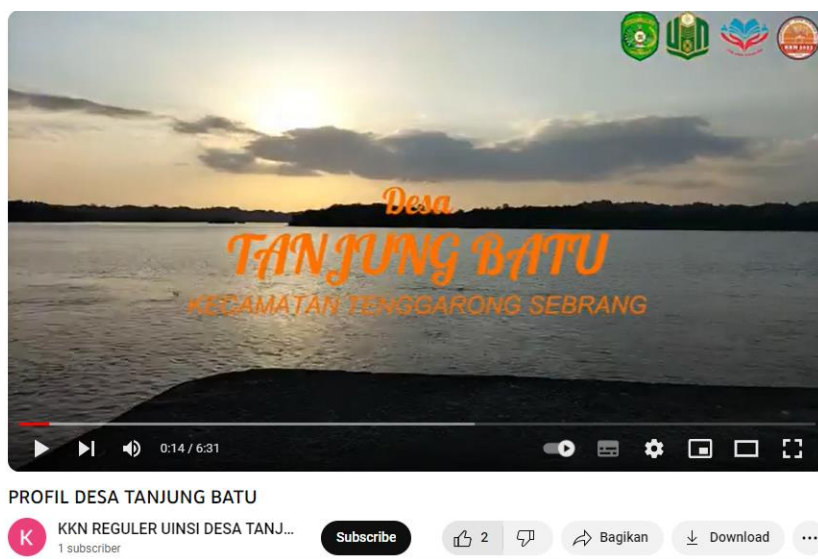 Desa
TANJUNG BATU
KECAMATAN TENGGARONG SEBRANG
0:14 / 6:31
PROFIL DESA TANJUNG BATU
K
KKN REGULER UINSI DESA TANJ...
1 subscriber
Subscribe
2
Bagikan
Download